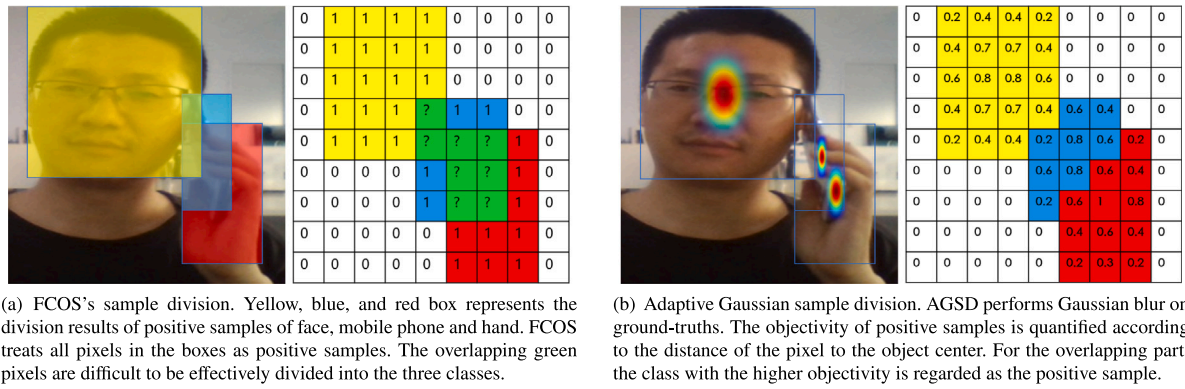 0 1 1 1 1 0 0 0 0
0 1 1 1 1 0 0 0 0
0 1 1 1 1 0 0 0 0
0 1 1 1 ? 1 1 0 0
0 1 1 1 ? ? ? 1 0
0 0 0 0 1 ? ? 1 0
0 0 0 0 1 ? ? 1 0
0 0 0 0 0 1 1 1 0
0 0 0 0 0 1 1 1 0
(a) FCOS's sample division. Yellow, blue, and red box represents the
division results of positive samples of face, mobile phone and hand. FCOS
treats all pixels in the boxes as positive samples. The overlapping green
pixels are difficult to be effectively divided into the three classes.
0 0.2 0.4 0.4 0.2 0 0 0 0
0 0.4 0.7 0.7 0.4 0 0 0 0
0 0.6 0.8 0.8 0.6 0 0 0 0
0 0.4 0.7 0.7 0.4 0.6 0.4 0 0
0 0.2 0.4 0.4 0.2 0.8 0.6 0.2 0
0 0 0 0 0.6 0.8 0.6 0.4 0
0 0 0 0 0.2 0.6 1 0.8 0
0 0 0 0 0 0.4 0.6 0.4 0
0 0 0 0 0 0.2 0.3 0.2 0
(b) Adaptive Gaussian sample division. AGSD performs Gaussian blur on
ground-truths. The objectivity of positive samples is quantified according
to the distance of the pixel to the object center. For the overlapping part
the class with the higher objectivity is regarded as the positive sample.